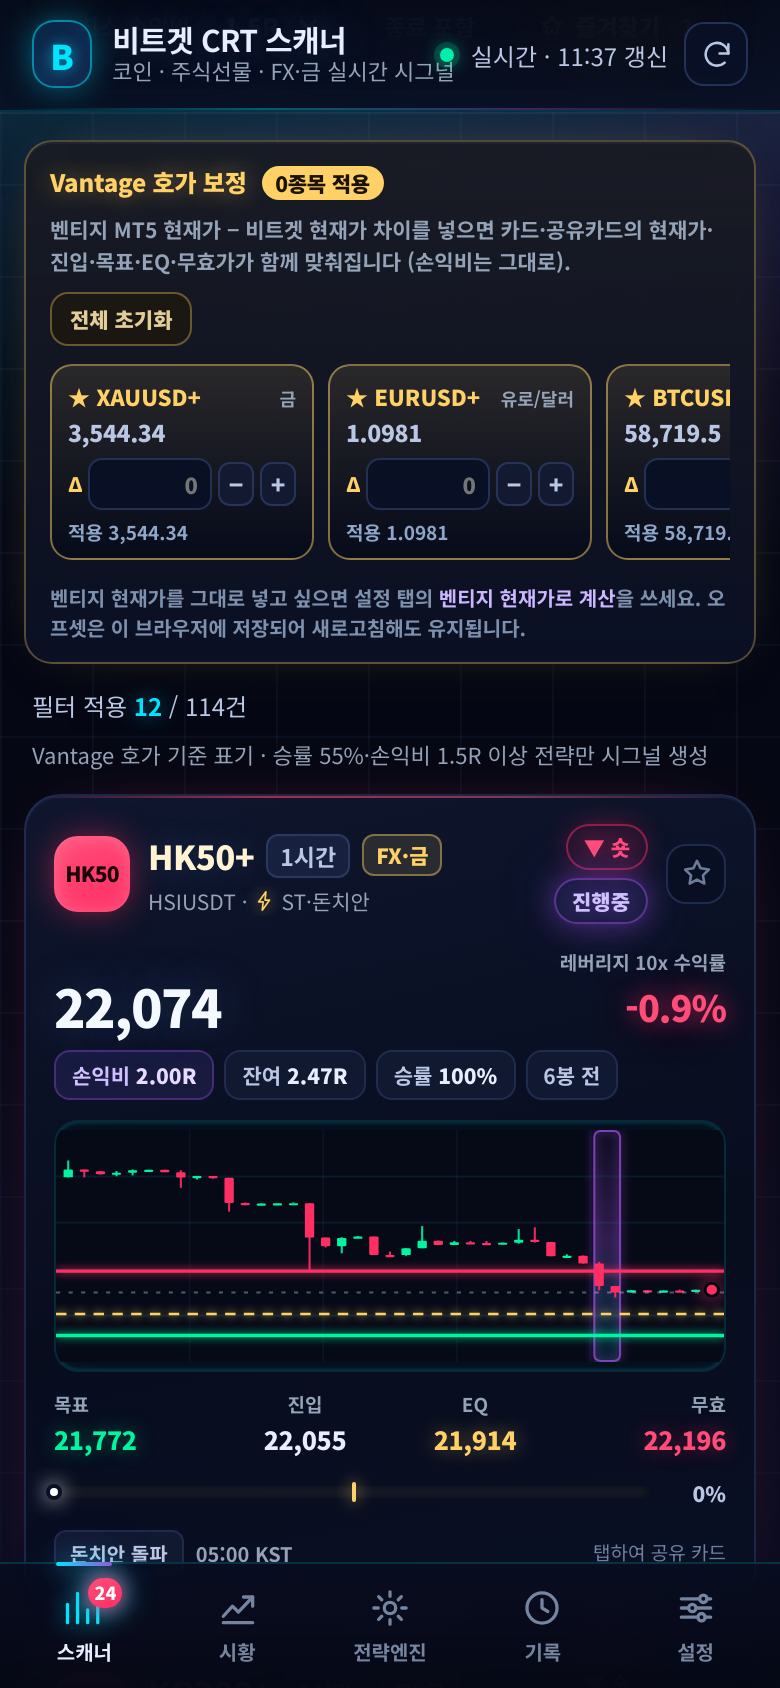 B
비트겟 CRT 스캐너
코인 · 주식선물 · FX·금 실시간 시그널
실시간 · 11:37 갱신
Vantage 호가 보정 0종목 적용
벤티지 MT5 현재가 − 비트겟 현재가 차이를 넣으면 카드·공유카드의 현재가·
진입·목표·EQ·무효가가 함께 맞춰집니다 (손익비는 그대로).
전체 초기화
★ XAUUSD+ 금
3,544.34
Δ 0 − +
적용 3,544.34
★ EURUSD+ 유로/달러
1.0981
Δ 0 − +
적용 1.0981
★ BTCUS
58,719.5
Δ
적용 58,719.
벤티지 현재가를 그대로 넣고 싶으면 설정 탭의 벤티지 현재가로 계산을 쓰세요. 오
프셋은 이 브라우저에 저장되어 새로고침해도 유지됩니다.
필터 적용 12 / 114건
Vantage 호가 기준 표기 · 승률 55%·손익비 1.5R 이상 전략만 시그널 생성
HK50
HK50+ 1시간 FX·금
HSIUSDT · ⚡ ST·돈치안
▼ 숏
진행중
레버리지 10x 수익률
22,074
-0.9%
손익비 2.00R 잔여 2.47R 승률 100% 6봉 전
목표 진입 EQ 무효
21,772 22,055 21,914 22,196
0%
돈치안 돌파 05:00 KST 탭하여 공유 카드
24
스캐너 시황 전략엔진 기록 설정